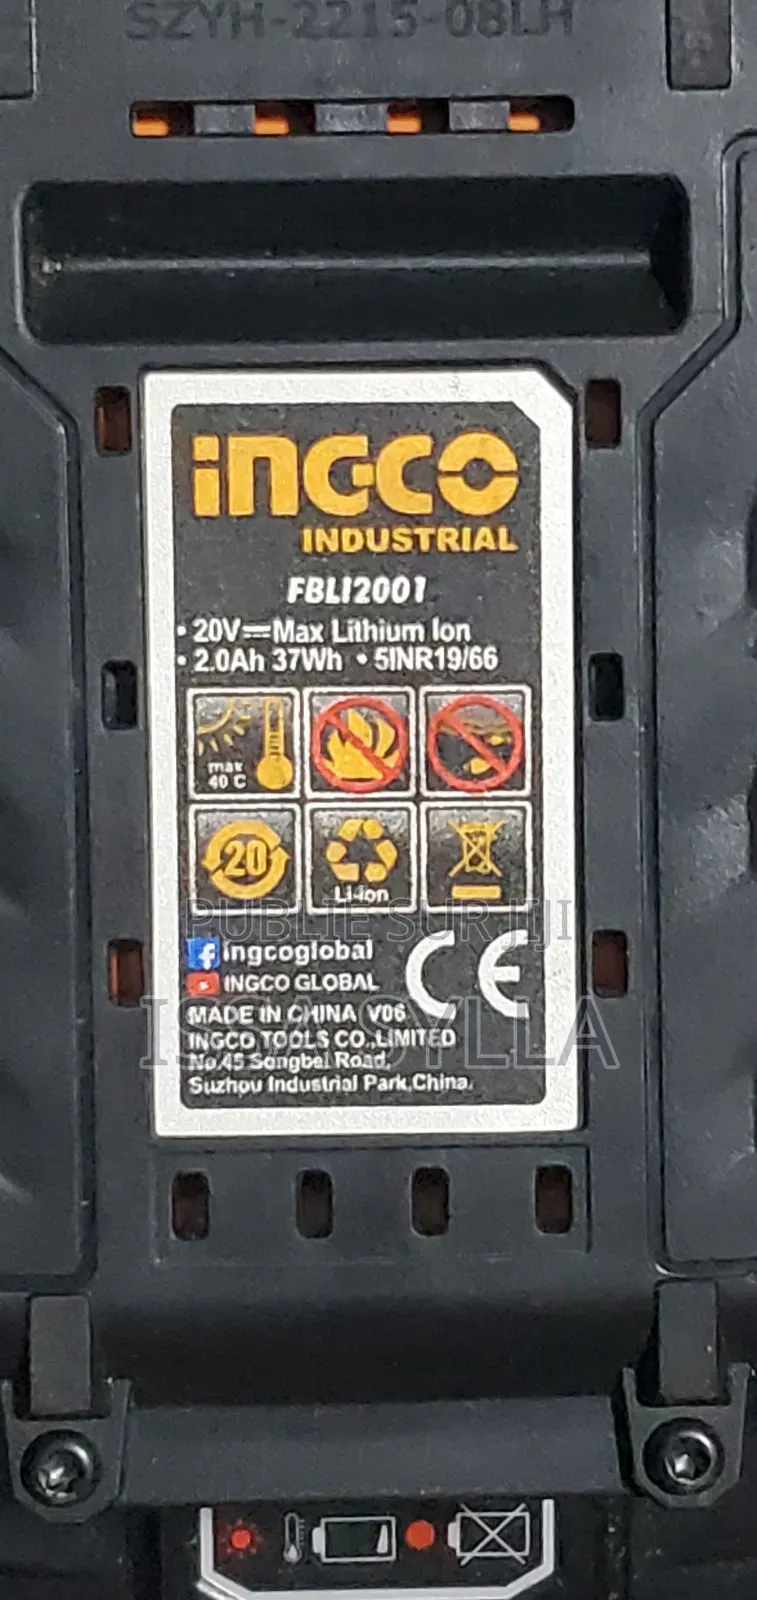 SZYH-2215-08LH
INGCO
INDUSTRIAL
FBLI2001
• 20V⎓Max Lithium Ion
• 2.0Ah 37Wh • 5INR19/66
max
40°C
20
Li-ion
PUBLIE SUR JIJI
ingcoglobal
INGCO GLOBAL
CE
MADE IN CHINA V06
ISSA SYLLA
INGCO TOOLS CO.,LIMITED
No.45 Songbei Road,
Suzhou Industrial Park,China.